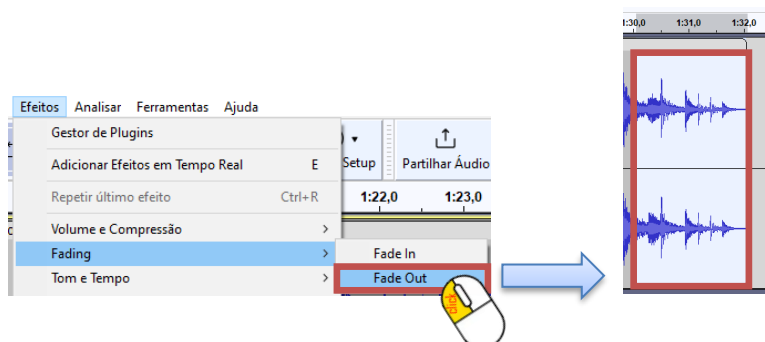 1:30,0 1:31,0 1:32,0
Efeitos Analisar Ferramentas Ajuda
Gestor de Plugins
Adicionar Efeitos em Tempo Real E
Setup Partilhar Áudio
Repetir último efeito Ctrl+R
1:22,0 1:23,0
Volume e Compressão >
Fading >
Fade In
Tom e Tempo >
Fade Out
click